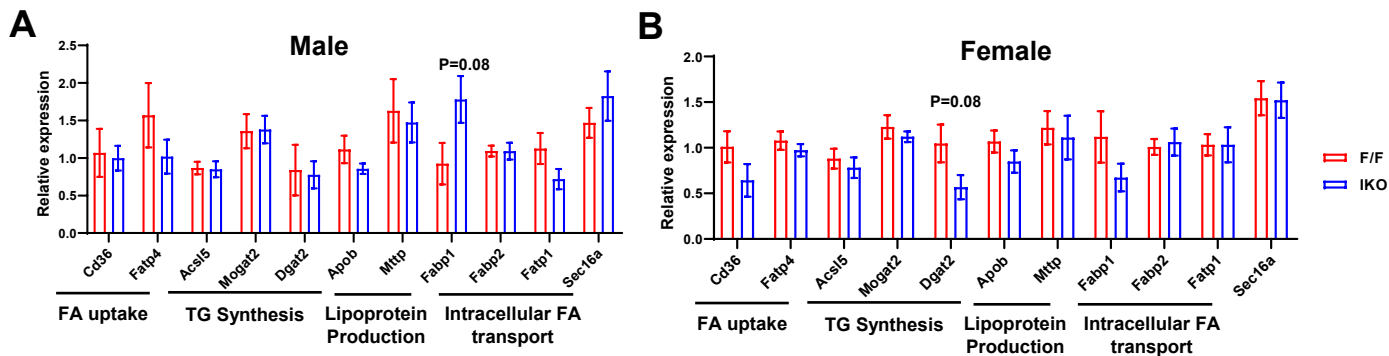 A
Male
Relative expression
2.5
2.0
1.5
1.0
0.5
0.0
P=0.08
Cd36
Fatp4
Acsl5
Mogat2
Dgat2
Apob
Mttp
Fabp1
Fabp2
Fatp1
Sec16a
FA uptake
TG Synthesis
Lipoprotein
Production
Intracellular FA
transport
B
Female
Relative expression
2.0
1.5
1.0
0.5
0.0
P=0.08
Cd36
Fatp4
Acsl5
Mogat2
Dgat2
Apob
Mttp
Fabp1
Fabp2
Fatp1
Sec16a
FA uptake
TG Synthesis
Lipoprotein
Production
Intracellular FA
transport
F/F
IKO